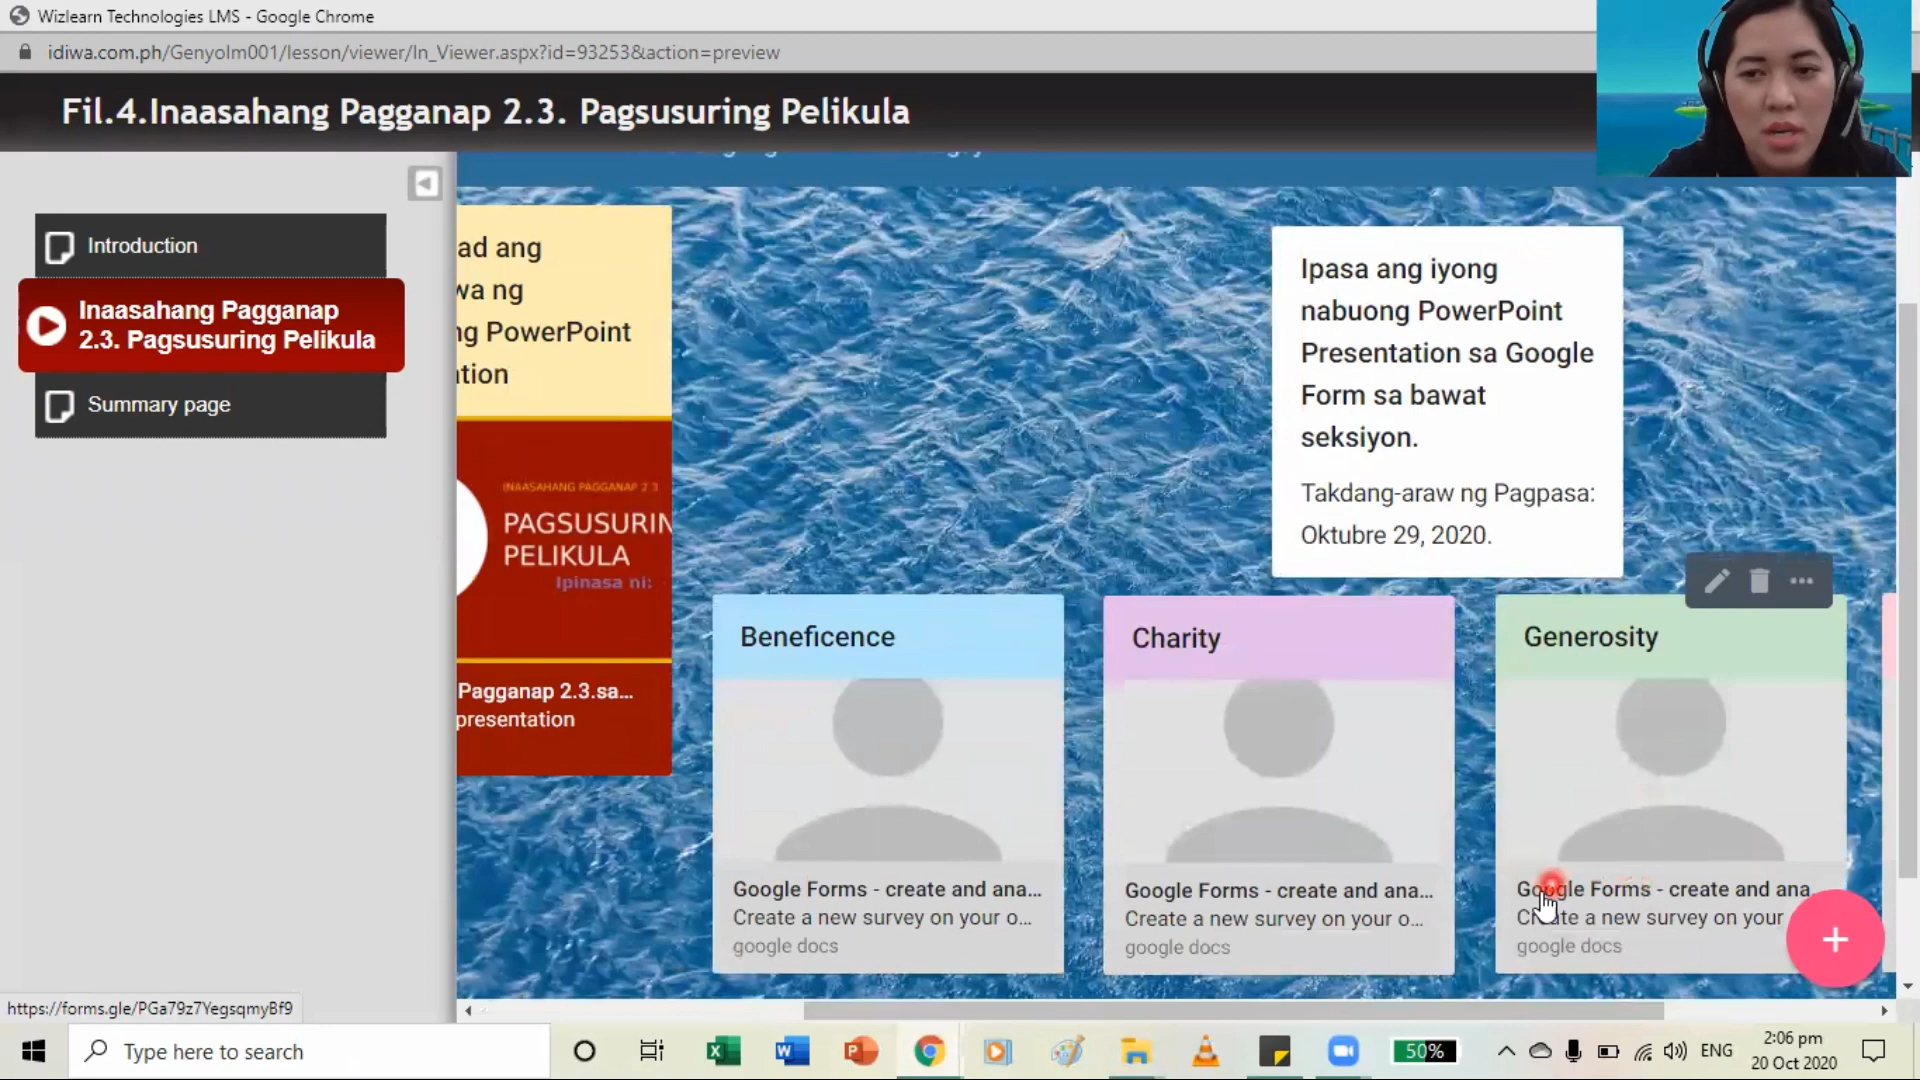 Wizlearn Technologies LMS - Google Chrome
idiwa.com.ph/Genyolm001/lesson/viewer/ln_Viewer.aspx?id=93253&action=preview
Fil.4.Inaasahang Pagganap 2.3. Pagsusuring Pelikula
Introduction
Inaasahang Pagganap
2.3. Pagsusuring Pelikula
Summary page
ad ang
wa ng
ng PowerPoint
tion
INAASAHANG PAGGANAP 2.3
PAGSUSURIN
PELIKULA
Ipinasa ni:
Pagganap 2.3.sa...
presentation
Ipasa ang iyong
nabuong PowerPoint
Presentation sa Google
Form sa bawat
seksiyon.
Takdang-araw ng Pagpasa:
Oktubre 29, 2020.
Beneficence
Google Forms - create and ana...
Create a new survey on your o...
google docs
Charity
Google Forms - create and ana...
Create a new survey on your o...
google docs
Generosity
Google Forms - create and ana...
Create a new survey on your
google docs
https://forms.gle/PGa79z7YegsqmyBf9
Type here to search
50%
ENG
2:06 pm
20 Oct 2020